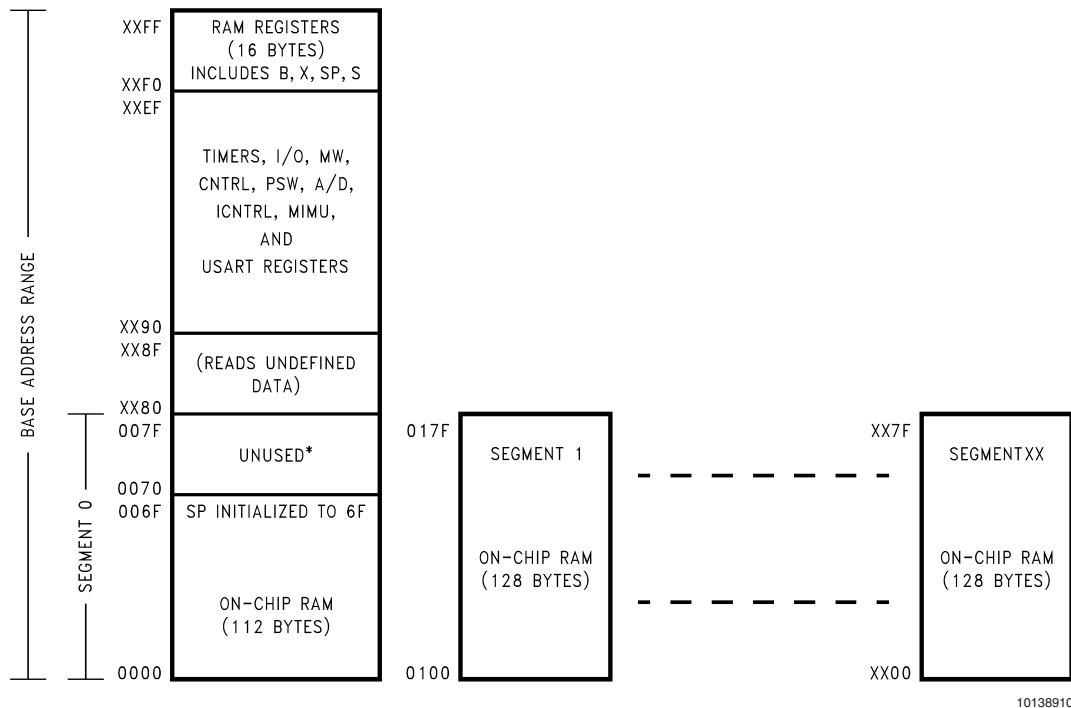 BASE ADDRESS RANGE
SEGMENT 0
XXFF
RAM REGISTERS
(16 BYTES)
INCLUDES B, X, SP, S
XXF0
XXEF
TIMERS, I/O, MW,
CNTRL, PSW, A/D,
ICNTRL, MIMU,
AND
USART REGISTERS
XX90
XX8F
(READS UNDEFINED
DATA)
XX80
007F
UNUSED*
0070
006F
SP INITIALIZED TO 6F
ON-CHIP RAM
(112 BYTES)
0000
017F
SEGMENT 1
ON-CHIP RAM
(128 BYTES)
0100
XX7F
SEGMENT XX
ON-CHIP RAM
(128 BYTES)
XX00
10138910